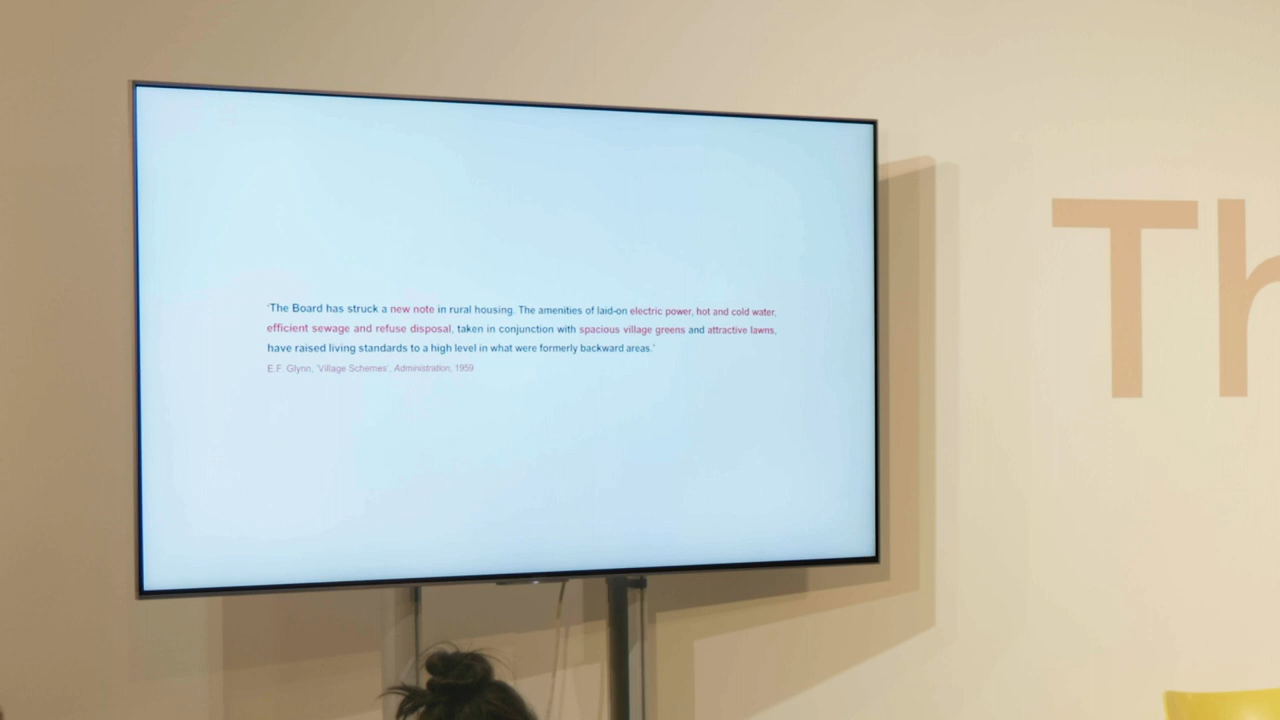 'The Board has struck a new note in rural housing. The amenities of laid-on electric power, hot and cold water,
efficient sewage and refuse disposal, taken in conjunction with spacious village greens and attractive lawns,
have raised living standards to a high level in what were formerly backward areas.'
E.F. Glynn, 'Village Schemes', Administration, 1959
Th